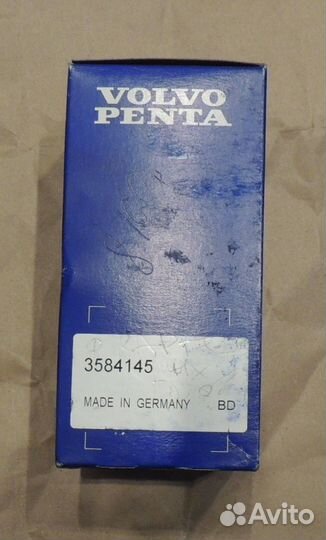 VOLVO
PENTA
3584145
MADE IN GERMANY BD
Avito